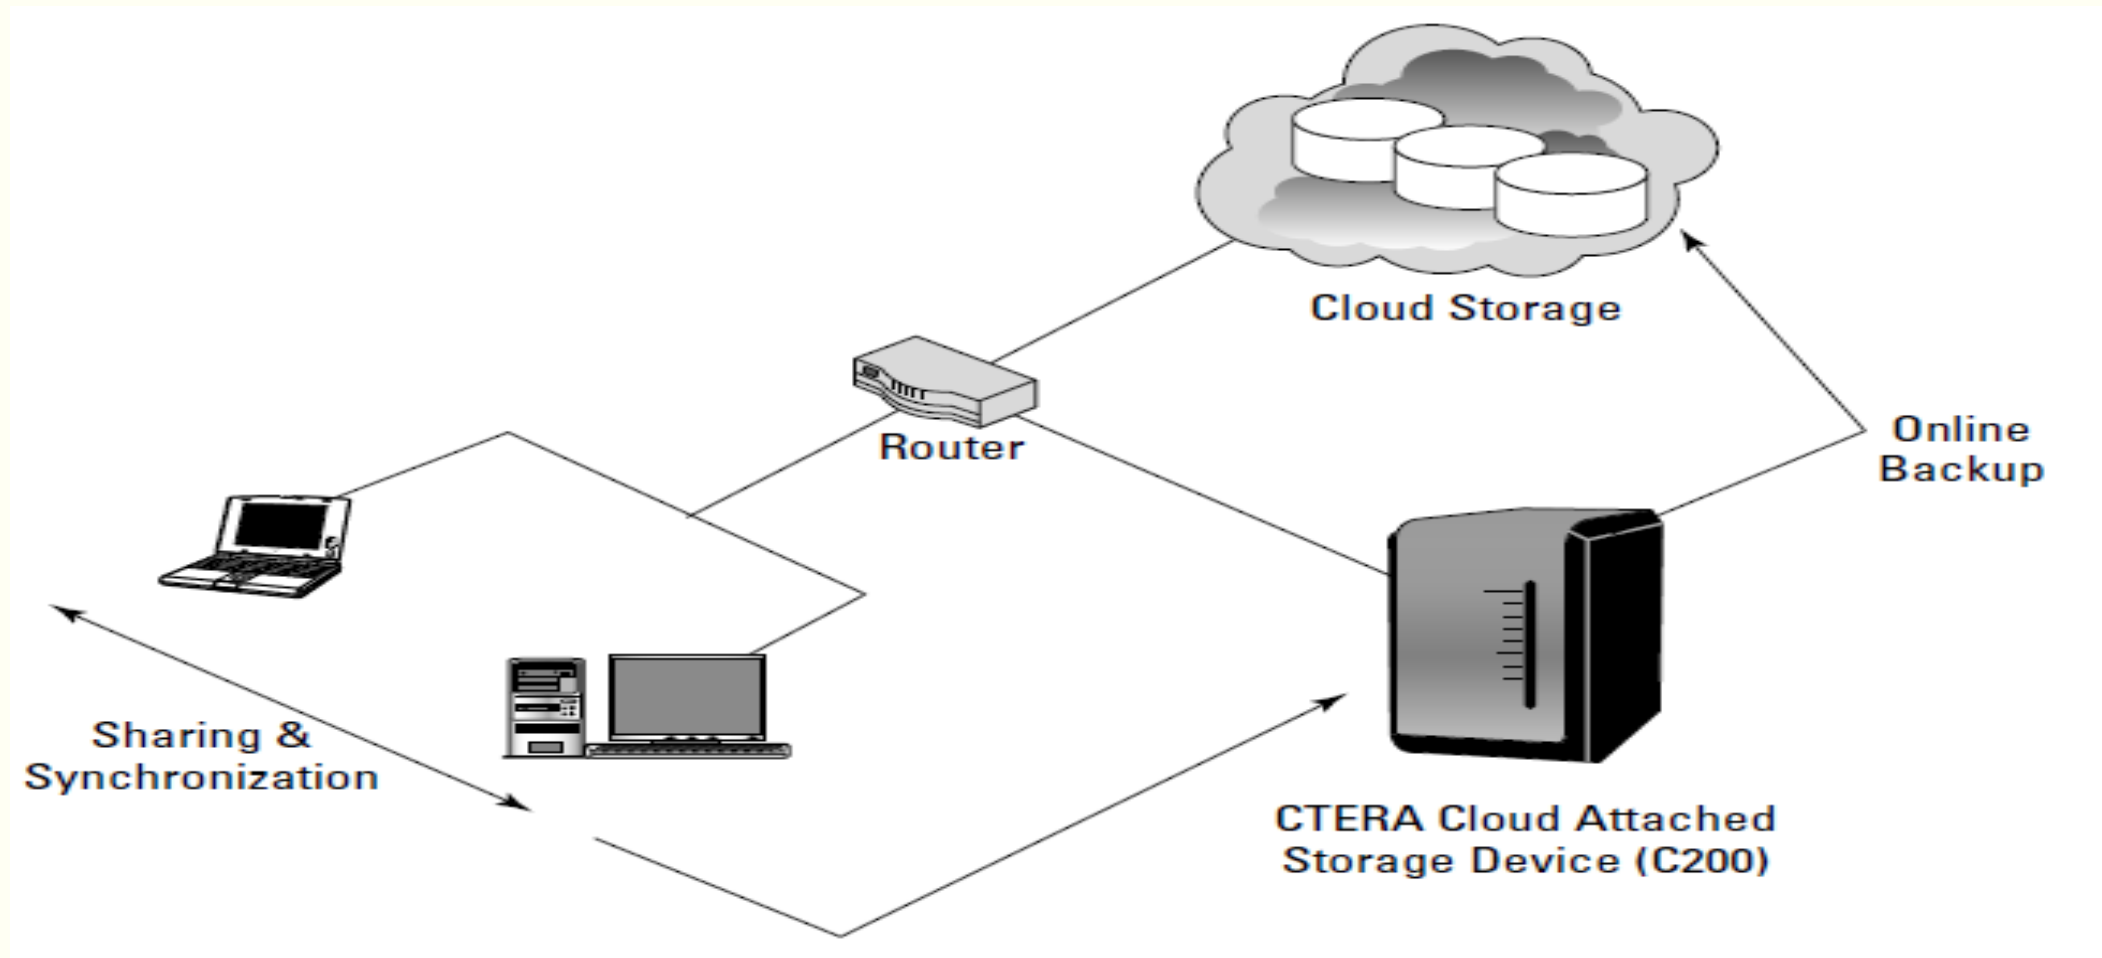 Cloud Storage
Router
Online
Backup
Sharing &
Synchronization
CTERA Cloud Attached
Storage Device (C200)